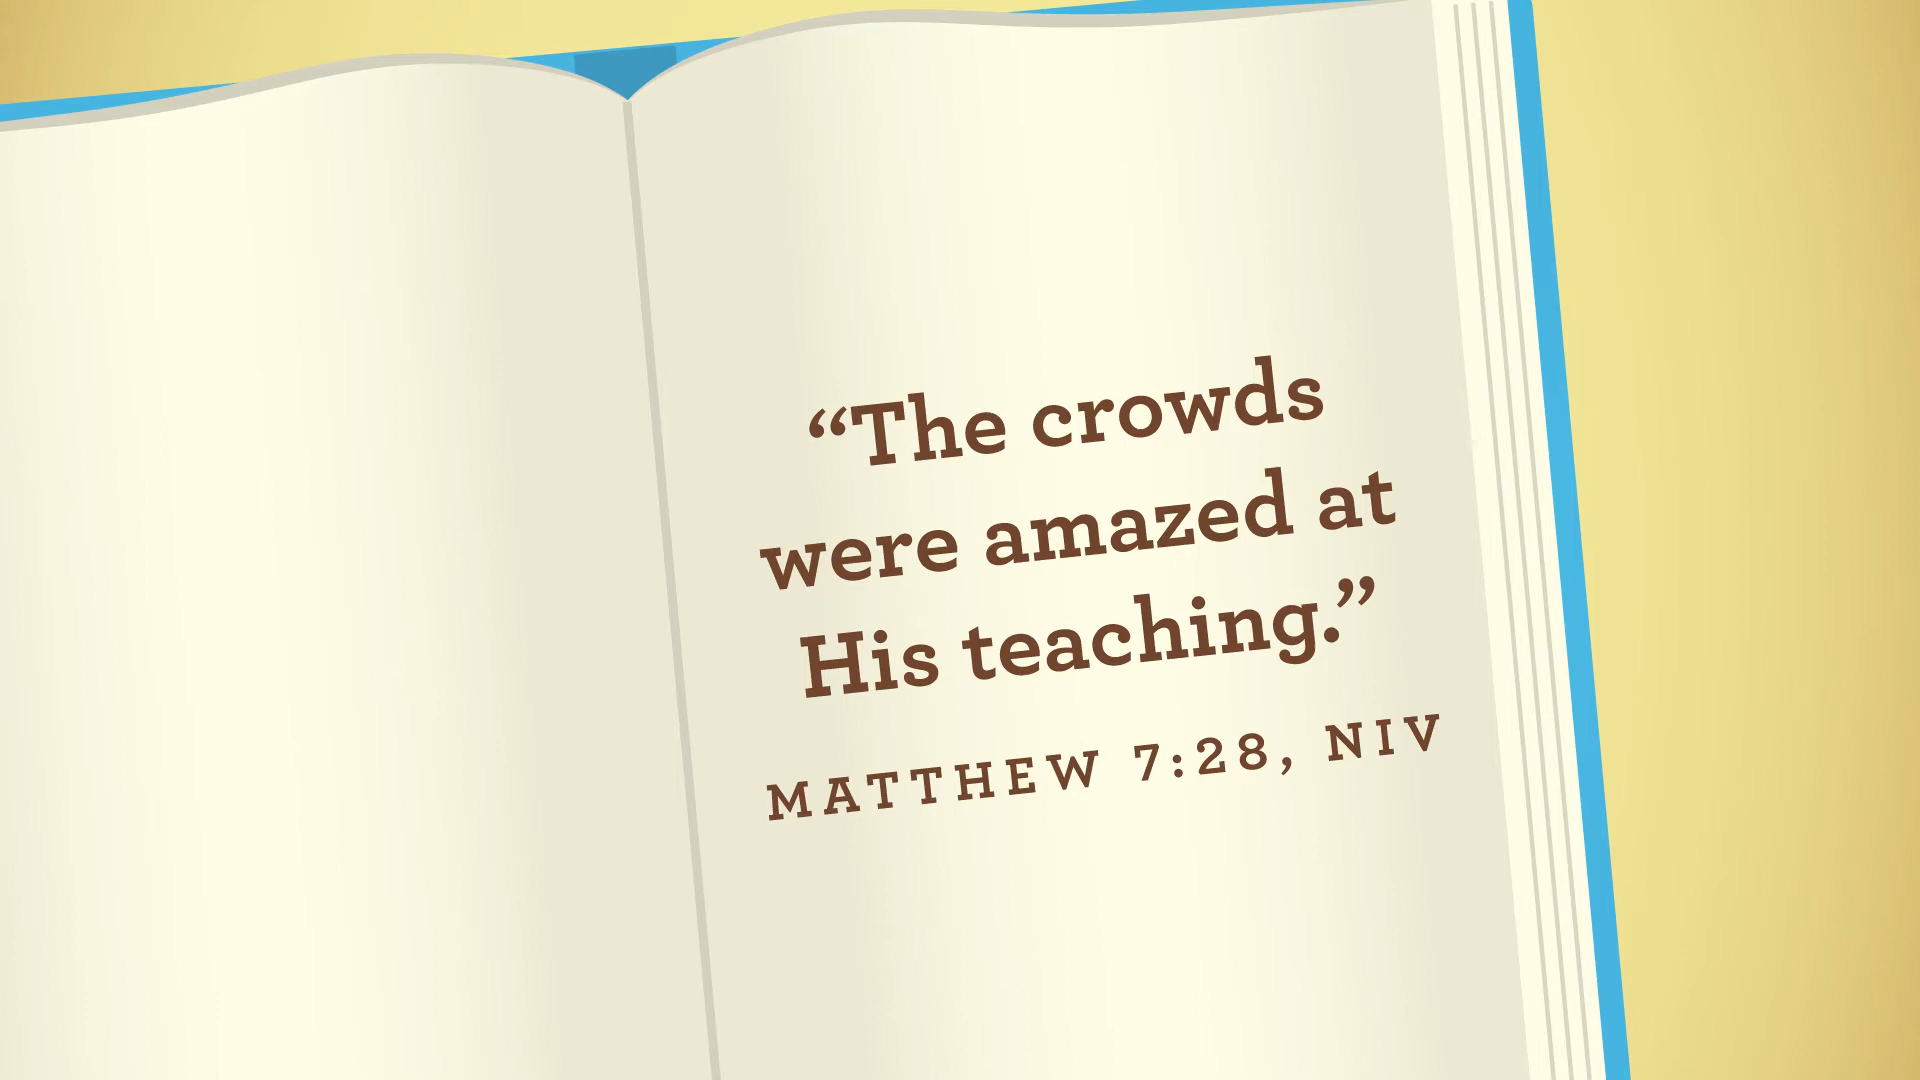 “The crowds
were amazed at
His teaching.”
MATTHEW 7:28, NIV